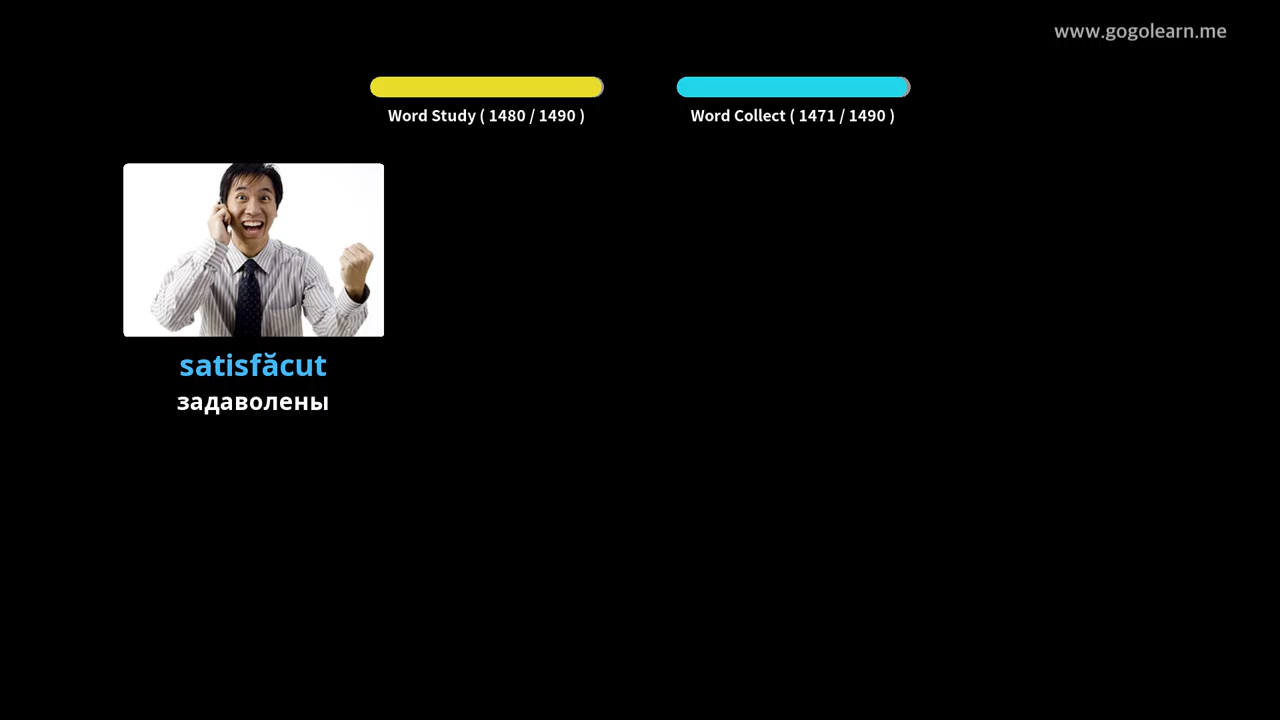 www.gogolearn.me
Word Study ( 1480 / 1490 )
Word Collect ( 1471 / 1490 )
satisfăcut
задаволены